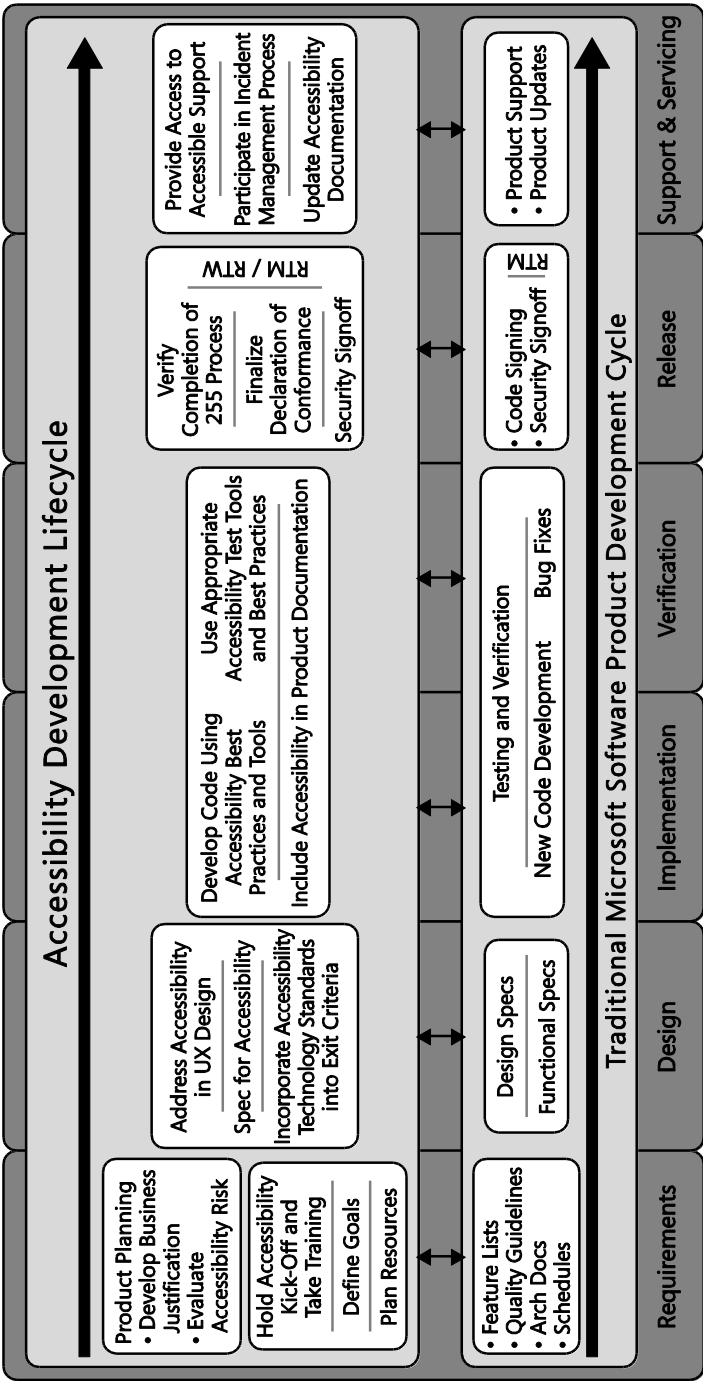 Accessibility Development Lifecycle
Product Planning
• Develop Business
Justification
• Evaluate
Accessibility Risk
Hold Accessibility
Kick-Off and
Take Training
Define Goals
Plan Resources
Address Accessibility
in UX Design
Spec for Accessibility
Incorporate Accessibility
Technology Standards
into Exit Criteria
Develop Code Using
Accessibility Best
Practices and Tools
Use Appropriate
Accessibility Test Tools
and Best Practices
Include Accessibility in Product Documentation
Verify
Completion of
255 Process
Finalize
Declaration of
Conformance
Security Signoff
RTM / RTW
Provide Access to
Accessible Support
Participate in Incident
Management Process
Update Accessibility
Documentation
• Feature Lists
• Quality Guidelines
• Arch Docs
• Schedules
Design Specs
Functional Specs
Testing and Verification
New Code Development
Bug Fixes
• Code Signing
• Security Signoff
RTM
• Product Support
• Product Updates
Traditional Microsoft Software Product Development Cycle
Requirements
Design
Implementation
Verification
Release
Support & Servicing